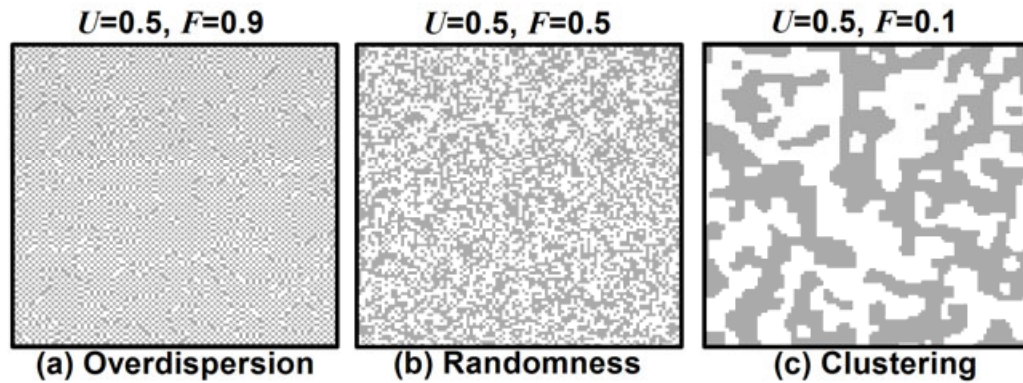 U=0.5, F=0.9
U=0.5, F=0.5
U=0.5, F=0.1
(a) Overdispersion
(b) Randomness
(c) Clustering